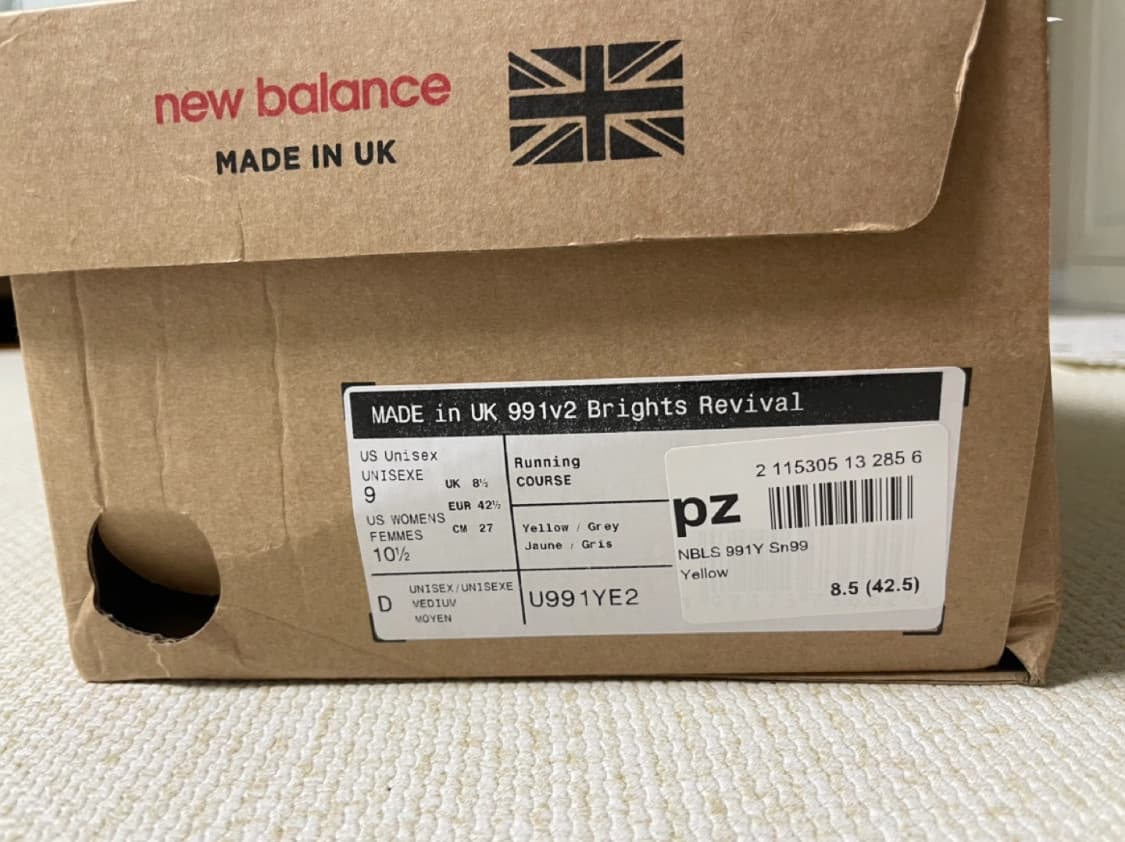 new balance
MADE IN UK
MADE in UK 991v2 Brights Revival
US Unisex
UNISEXE
9
UK 8½
EUR 42½
CM 27
US WOMENS
FEMMES
10½
Running
COURSE
Yellow / Grey
Jaune / Gris
D
UNISEX/UNISEXE
MEDIUM
MOYEN
U991YE2
2 115305 13 285 6
pz
NBLS 991Y Sn99
Yellow
8.5 (42.5)